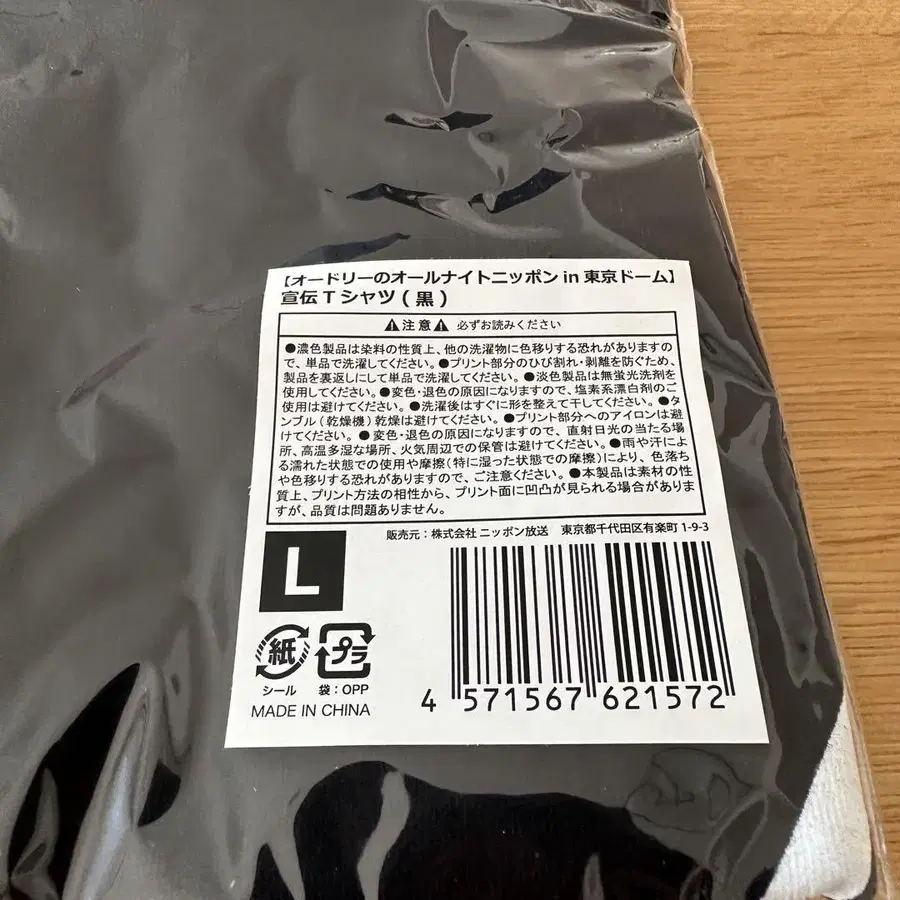 【オードリーのオールナイトニッポン in 東京ドーム】
宣伝Tシャツ(黒)
⚠注意⚠ 必ずお読みください
●濃色製品は染料の性質上、他の洗濯物に色移りする恐れがありますの
で、単品で洗濯してください。●プリント部分のひび割れ・剥離を防ぐため、
製品を裏返しにして単品で洗濯してください。●淡色製品は無蛍光洗剤を
使用してください。●変色・退色の原因になりますので、塩素系漂白剤のご
使用は避けてください。●洗濯後はすぐに形を整えて干してください。●タ
ンブル(乾燥機)乾燥は避けてください。●プリント部分へのアイロンは避
けてください。●変色・退色の原因になりますので、直射日光の当たる場
所、高温多湿な場所、火気周辺での保管は避けてください。●雨や汗によ
る濡れた状態での使用や摩擦(特に湿った状態での摩擦)により、色落ち
や色移りする恐れがありますので、ご注意ください。●本製品は素材の性
質上、プリント方法の相性から、プリント面に凹凸が見られる場合がありま
すが、品質は問題ありません。
販売元:株式会社ニッポン放送 東京都千代田区有楽町1-9-3
L
紙 プラ
シール 袋:OPP
MADE IN CHINA
4 571567 621572